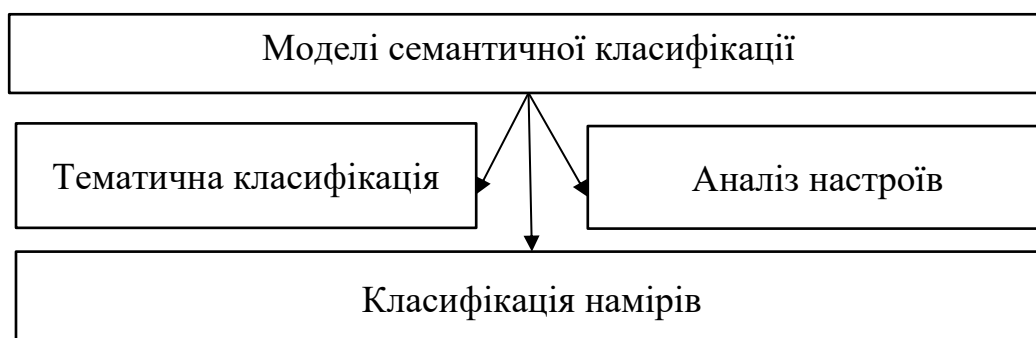 Моделі семантичної класифікації
Тематична класифікація
Аналіз настроїв
Класифікація намірів